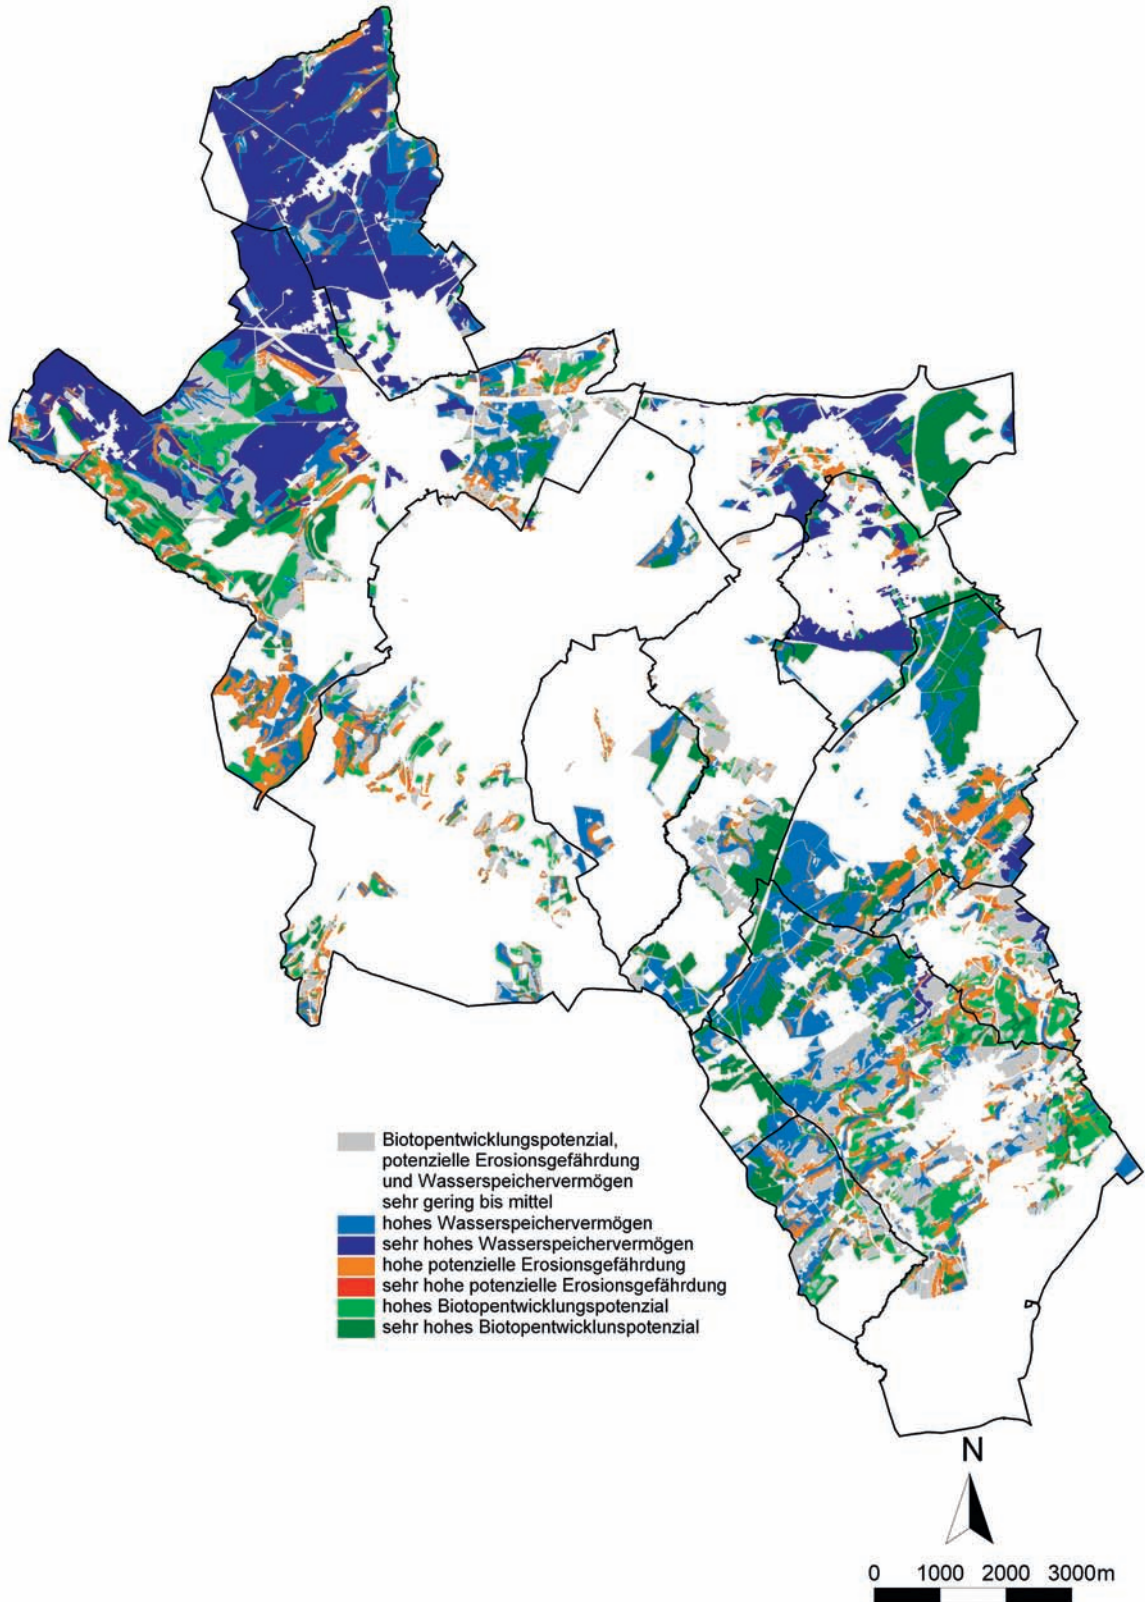 Biotopentwicklungspotenzial,
potenzielle Erosionsgefährdung
und Wasserspeichervermögen
sehr gering bis mittel
hohes Wasserspeichervermögen
sehr hohes Wasserspeichervermögen
hohe potenzielle Erosionsgefährdung
sehr hohe potenzielle Erosionsgefährdung
hohes Biotopentwicklungspotenzial
sehr hohes Biotopentwicklunspotenzial
N
0 1000 2000 3000m